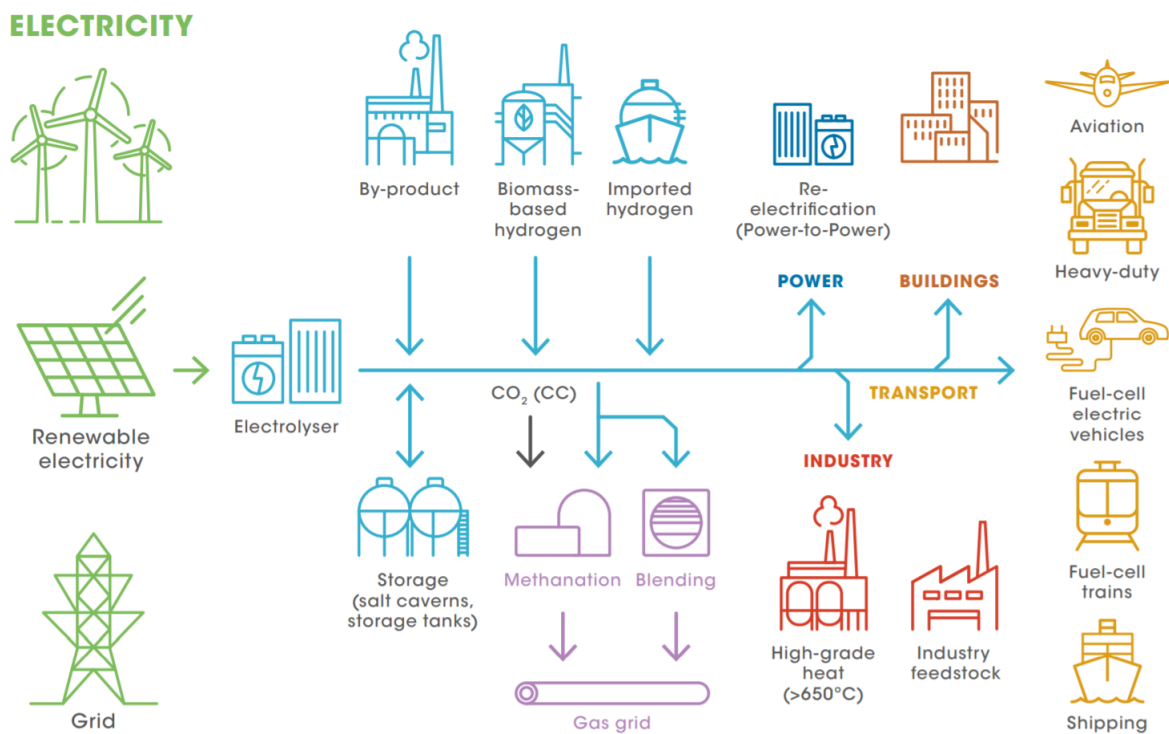 ELECTRICITY
By-product
Biomass-
based
hydrogen
Imported
hydrogen
Re-
electrification
(Power-to-Power)
Aviation
Heavy-duty
POWER
BUILDINGS
Renewable
electricity
Electrolyser
CO₂ (CC)
TRANSPORT
Fuel-cell
electric
vehicles
INDUSTRY
Storage
(salt caverns,
storage tanks)
Methanation
Blending
Fuel-cell
trains
High-grade
heat
(>650°C)
Industry
feedstock
Grid
Gas grid
Shipping